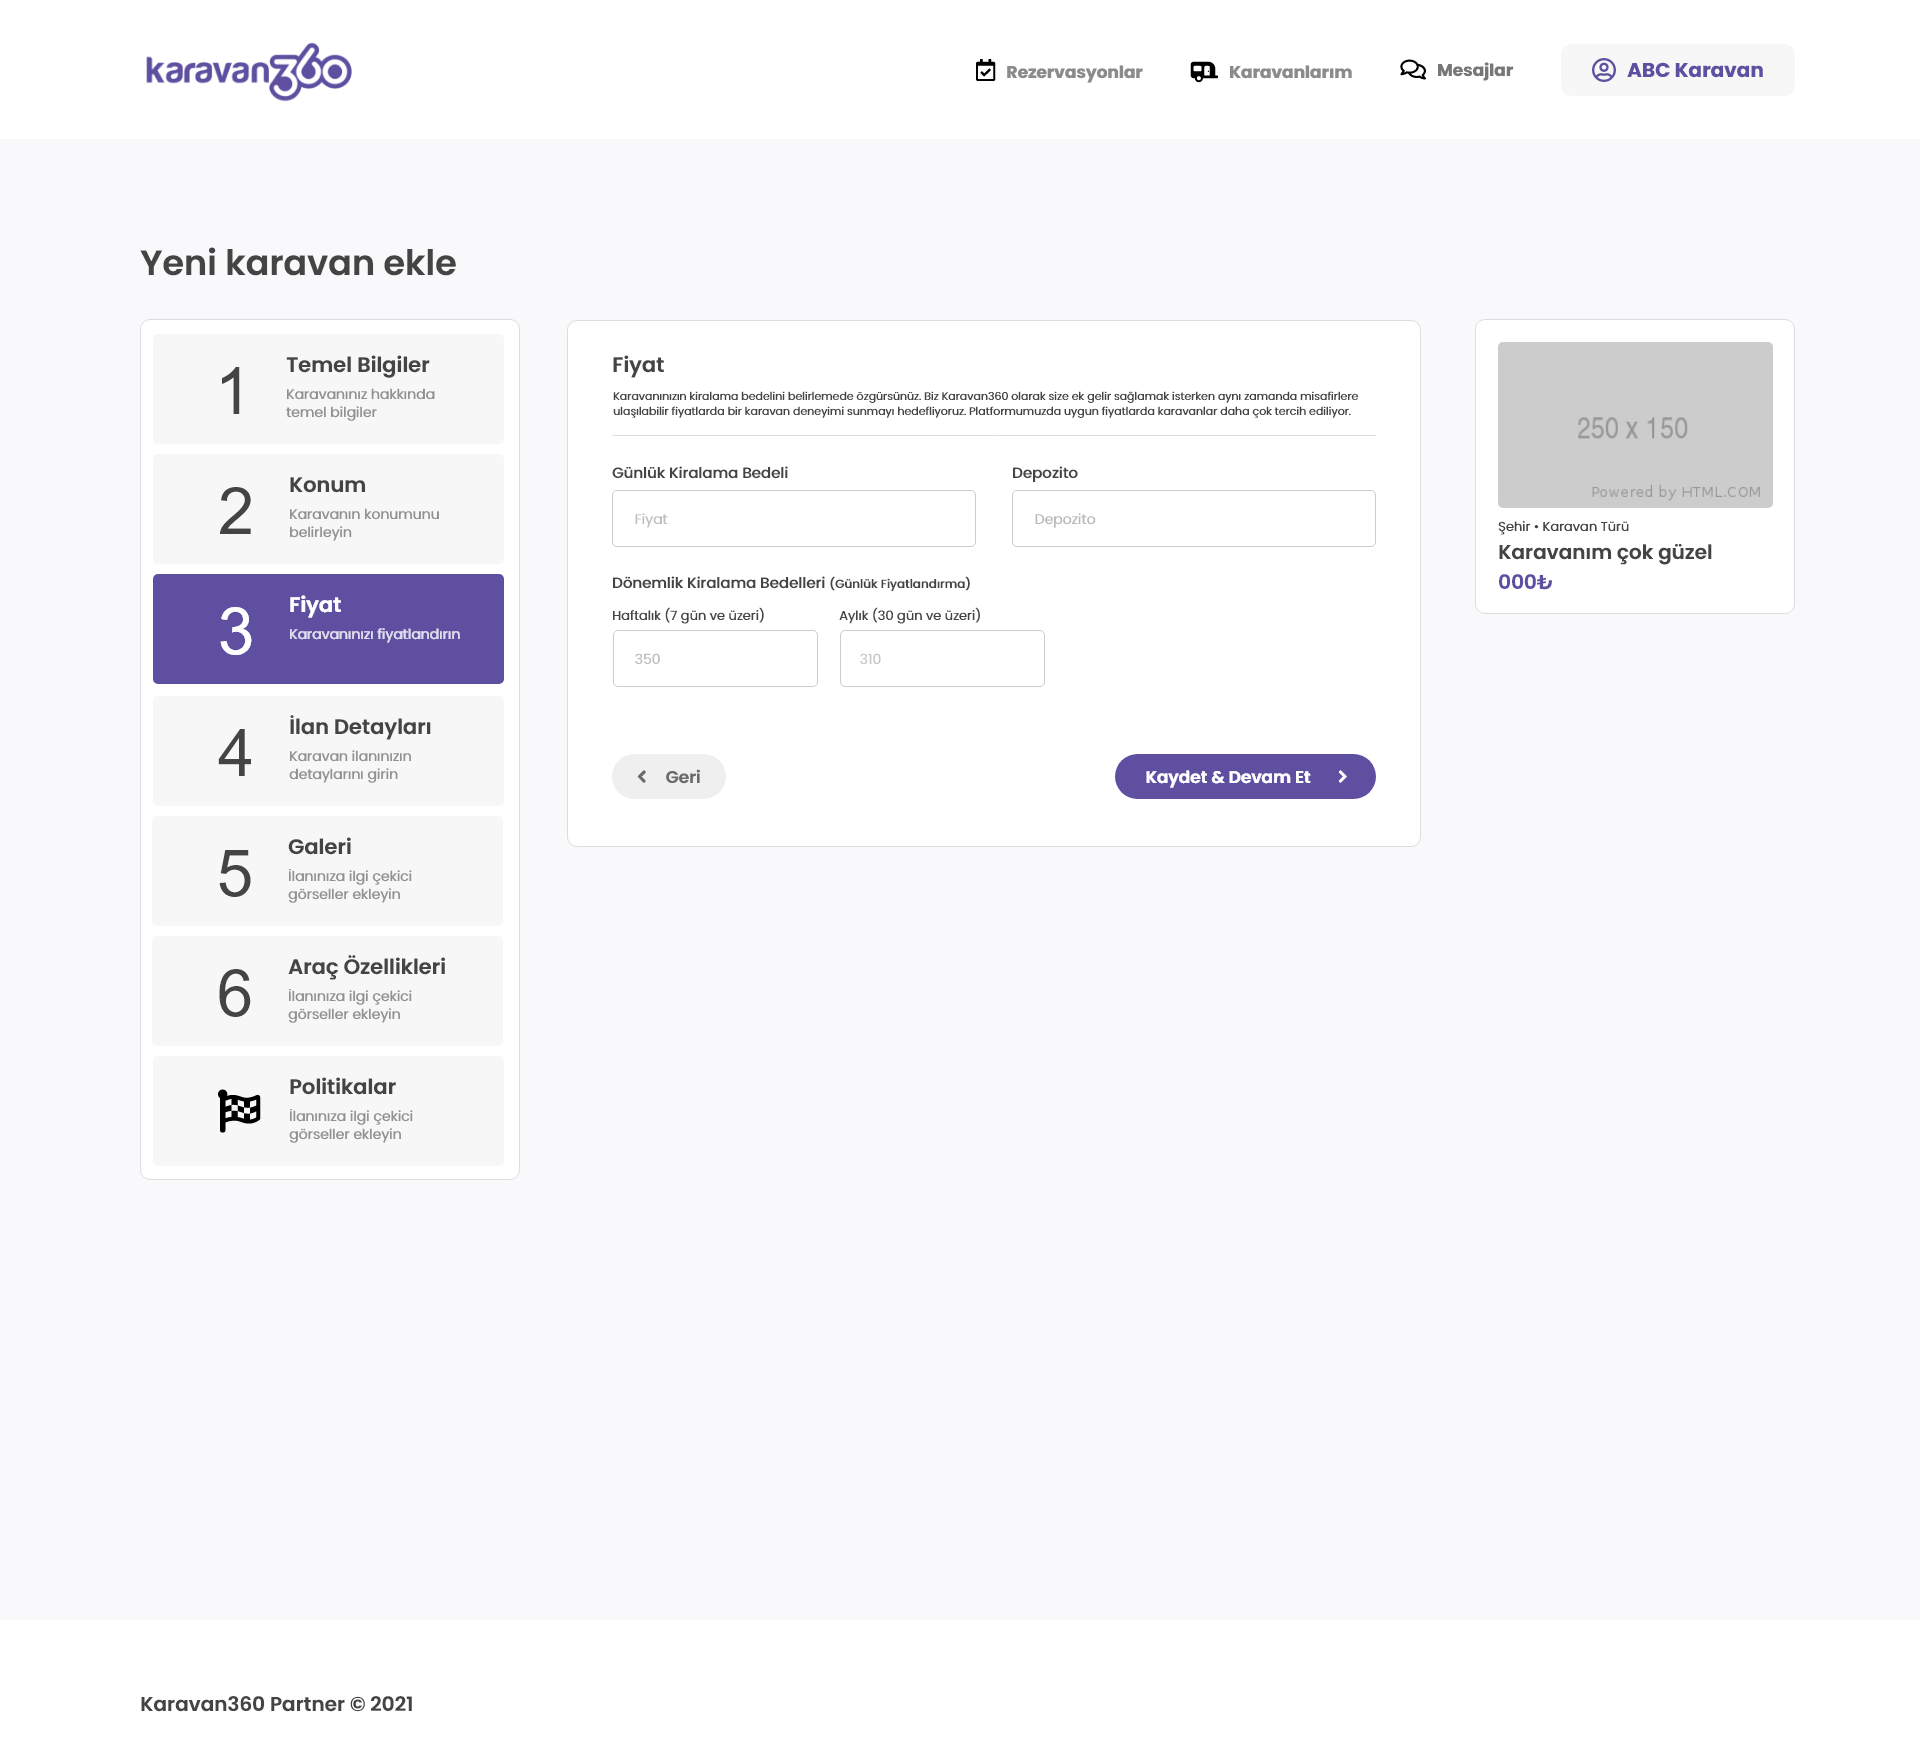 karavan360
Rezervasyonlar
Karavanlarım
Mesajlar
ABC Karavan
Yeni karavan ekle
1
Temel Bilgiler
Karavanınız hakkında
temel bilgiler
2
Konum
Karavanın konumunu
belirleyin
3
Fiyat
Karavanınızı fiyatlandırın
4
İlan Detayları
Karavan ilanınızın
detaylarını girin
5
Galeri
İlanınıza ilgi çekici
görseller ekleyin
6
Araç Özellikleri
İlanınıza ilgi çekici
görseller ekleyin
Politikalar
İlanınıza ilgi çekici
görseller ekleyin
Fiyat
Karavanınızın kiralama bedelini belirlemede özgürsünüz. Biz Karavan360 olarak size ek gelir sağlamak isterken aynı zamanda misafirlere
ulaşılabilir fiyatlarda bir karavan deneyimi sunmayı hedefliyoruz. Platformumuzda uygun fiyatlarda karavanlar daha çok tercih ediliyor.
Günlük Kiralama Bedeli
Fiyat
Depozito
Depozito
Dönemlik Kiralama Bedelleri (Günlük Fiyatlandırma)
Haftalık (7 gün ve üzeri)
350
Aylık (30 gün ve üzeri)
310
Geri
Kaydet & Devam Et
250 x 150
Powered by HTML.COM
Şehir • Karavan Türü
Karavanım çok güzel
000₺
Karavan360 Partner © 2021